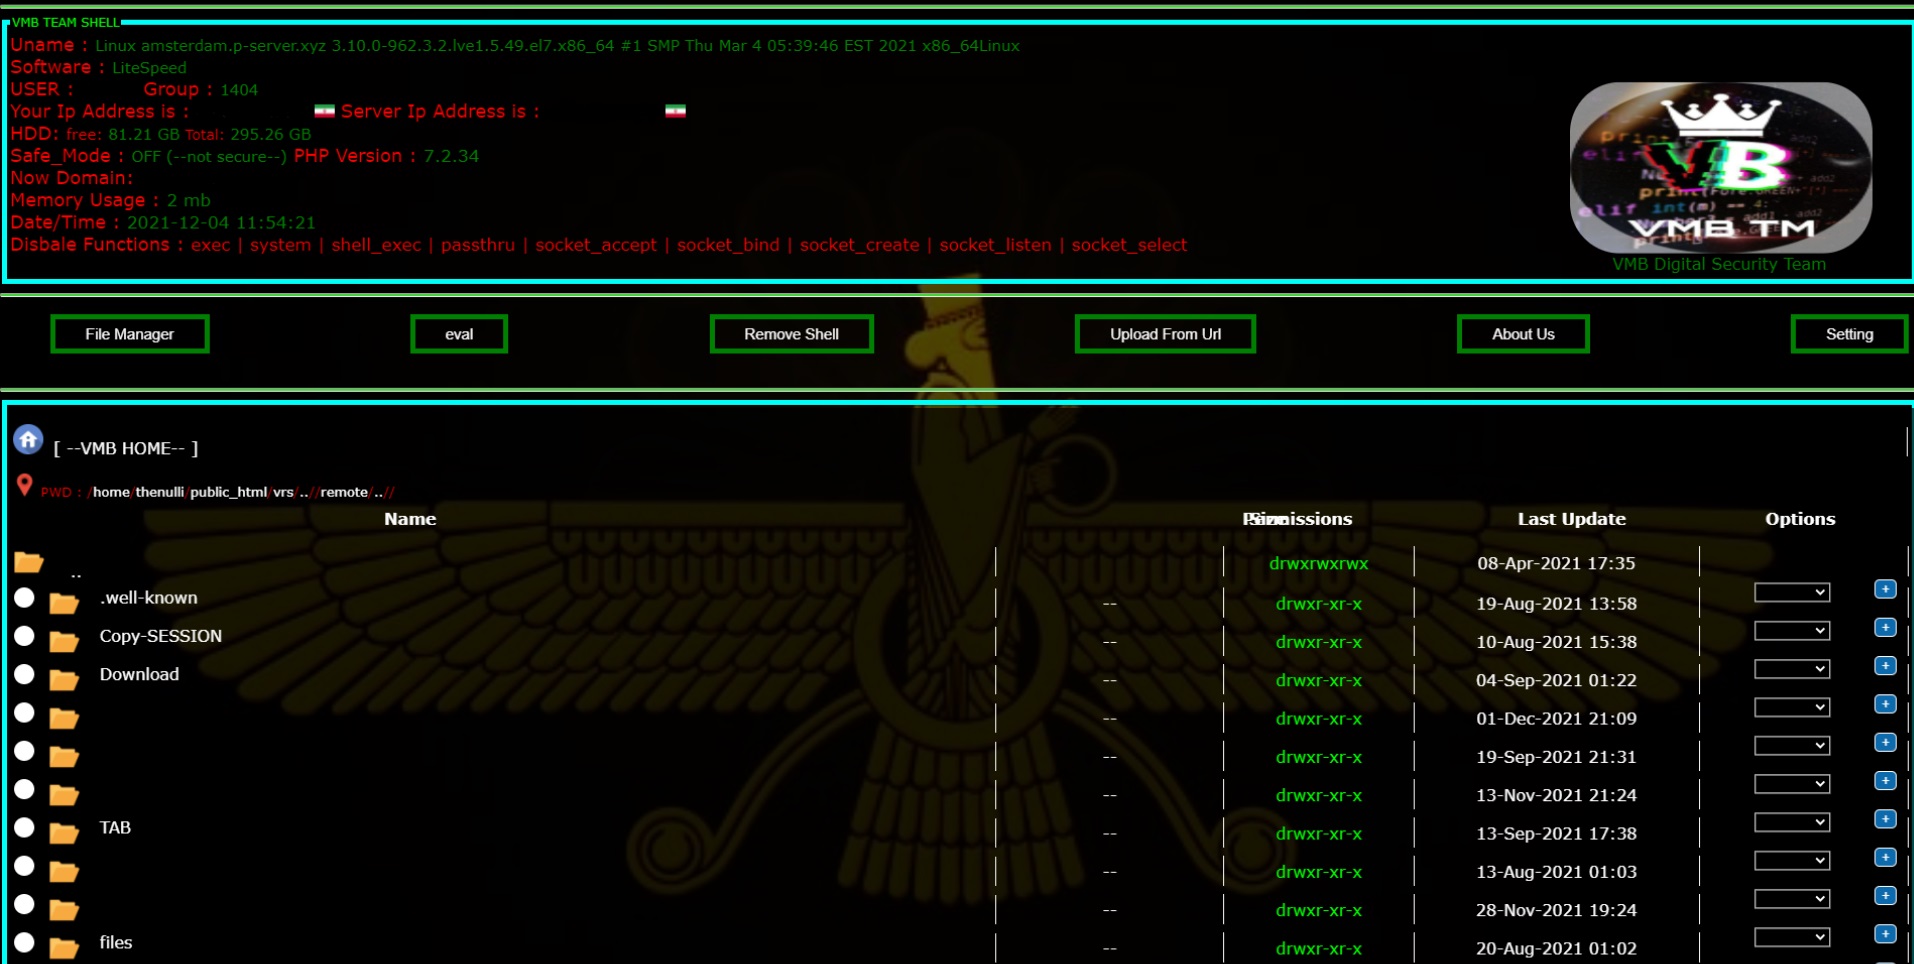 VMB TEAM SHELL
Uname : Linux amsterdam.p-server.xyz 3.10.0-962.3.2.lve1.5.49.el7.x86_64 #1 SMP Thu Mar 4 05:39:46 EST 2021 x86_64Linux
Software : LiteSpeed
USER : Group : 1404
Your Ip Address is : Server Ip Address is :
HDD: free: 81.21 GB Total: 295.26 GB
Safe_Mode : OFF (--not secure--) PHP Version : 7.2.34
Now Domain:
Memory Usage : 2 mb
Date/Time : 2021-12-04 11:54:21
Disbale Functions : exec | system | shell_exec | passthru | socket_accept | socket_bind | socket_create | socket_listen | socket_select
VB
VMB TM
VMB Digital Security Team
File Manager eval Remove Shell Upload From Url About Us Setting
[ --VMB HOME-- ]
PWD : /home/thenulli/public_html/vrs/..//remote/..//
Name Size Permissions Last Update Options
.. drwxrwxrwx 08-Apr-2021 17:35
.well-known -- drwxr-xr-x 19-Aug-2021 13:58 +
Copy-SESSION -- drwxr-xr-x 10-Aug-2021 15:38 +
Download -- drwxr-xr-x 04-Sep-2021 01:22 +
-- drwxr-xr-x 01-Dec-2021 21:09 +
-- drwxr-xr-x 19-Sep-2021 21:31 +
-- drwxr-xr-x 13-Nov-2021 21:24 +
TAB -- drwxr-xr-x 13-Sep-2021 17:38 +
-- drwxr-xr-x 13-Aug-2021 01:03 +
-- drwxr-xr-x 28-Nov-2021 19:24 +
files -- drwxr-xr-x 20-Aug-2021 01:02 +